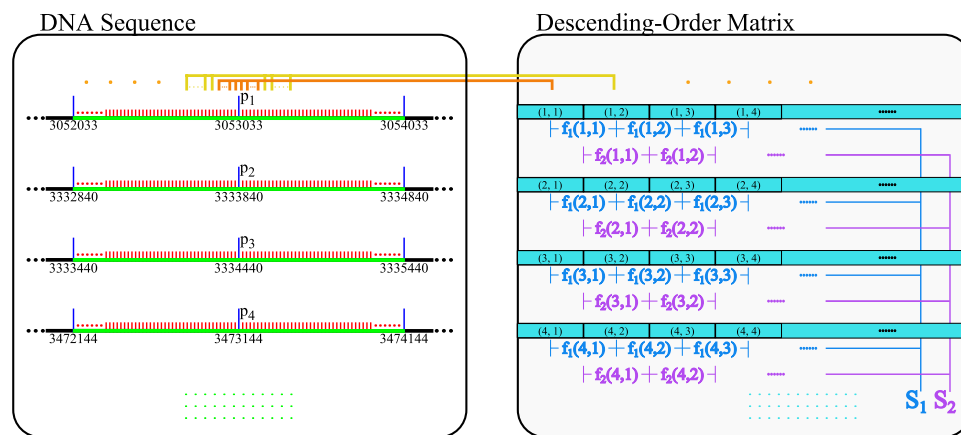 DNA Sequence
p1
3052033 3053033 3054033
p2
3332840 3333840 3334840
p3
3333440 3334440 3335440
p4
3472144 3473144 3474144
Descending-Order Matrix
(1, 1) (1, 2) (1, 3) (1, 4)
f1(1,1) f1(1,2) f1(1,3)
f2(1,1) f2(1,2)
(2, 1) (2, 2) (2, 3) (2, 4)
f1(2,1) f1(2,2) f1(2,3)
f2(2,1) f2(2,2)
(3, 1) (3, 2) (3, 3) (3, 4)
f1(3,1) f1(3,2) f1(3,3)
f2(3,1) f2(3,2)
(4, 1) (4, 2) (4, 3) (4, 4)
f1(4,1) f1(4,2) f1(4,3)
f2(4,1) f2(4,2)
S1 S2